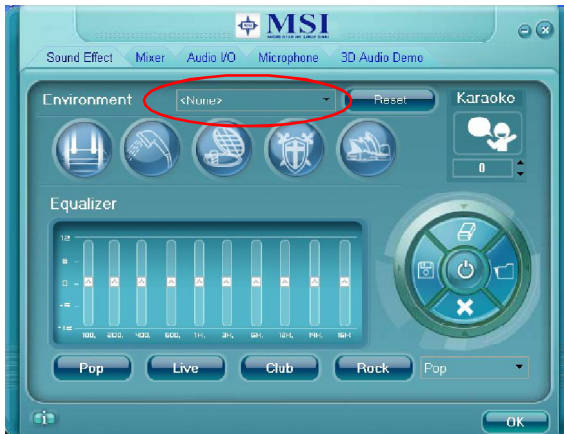 MSI
Sound Effect Mixer Audio I/O Microphone 3D Audio Demo
Environment <None> Reset Karaoke
0
Equalizer
12
8
0
100, 200, 400, 600, 1K, 3K, 6K, 12K, 14K, 16K
Pop Live Club Rock Pop
OK